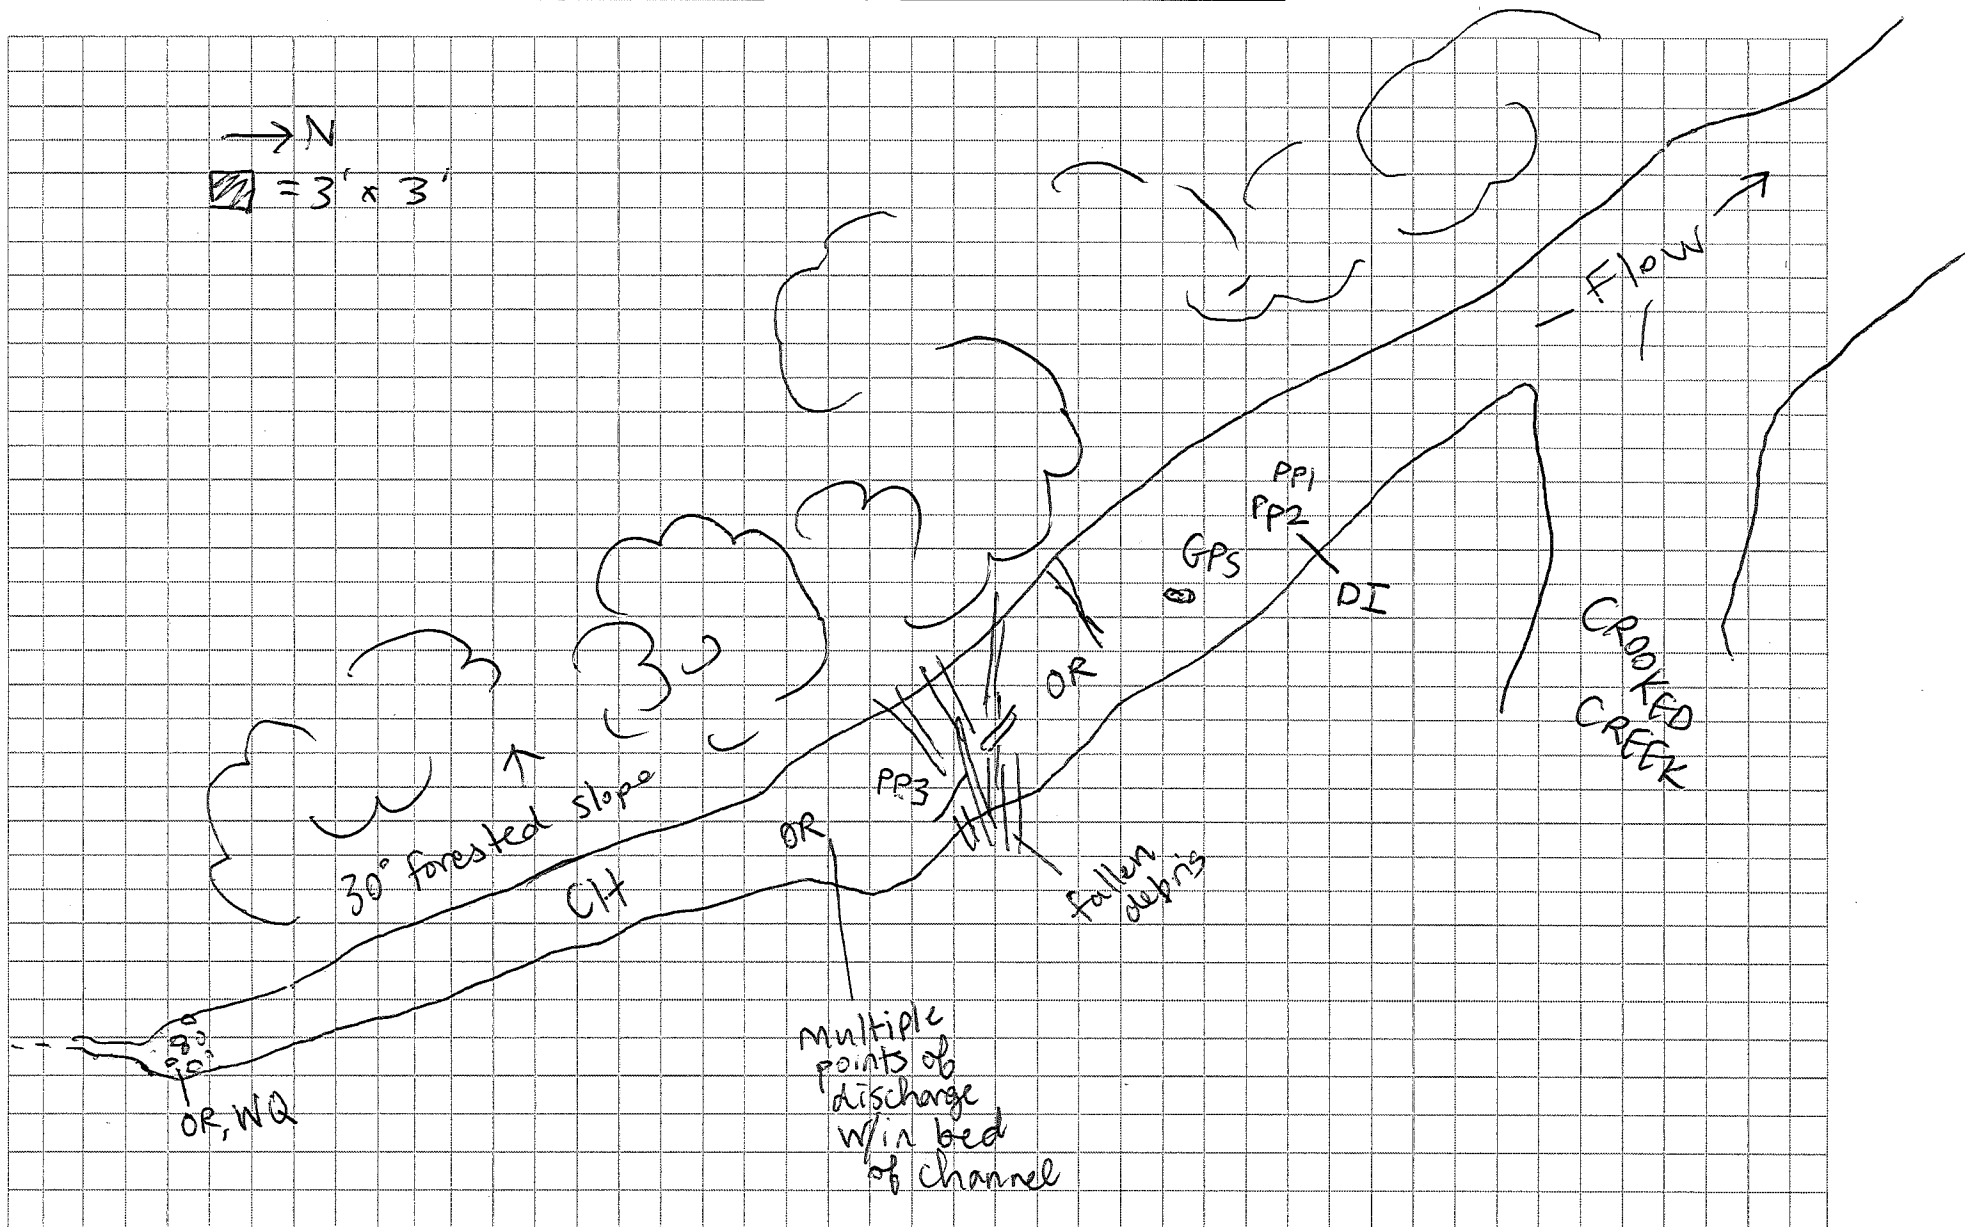 → N
= 3' x 3'
Flow
PP1
PP2
GPS
DI
OR
CROOKED
CREEK
PP3
30° forested slope
OR
CH
fallen
debris
OR, WQ
Multiple
points of
discharge
w/in bed
of channel